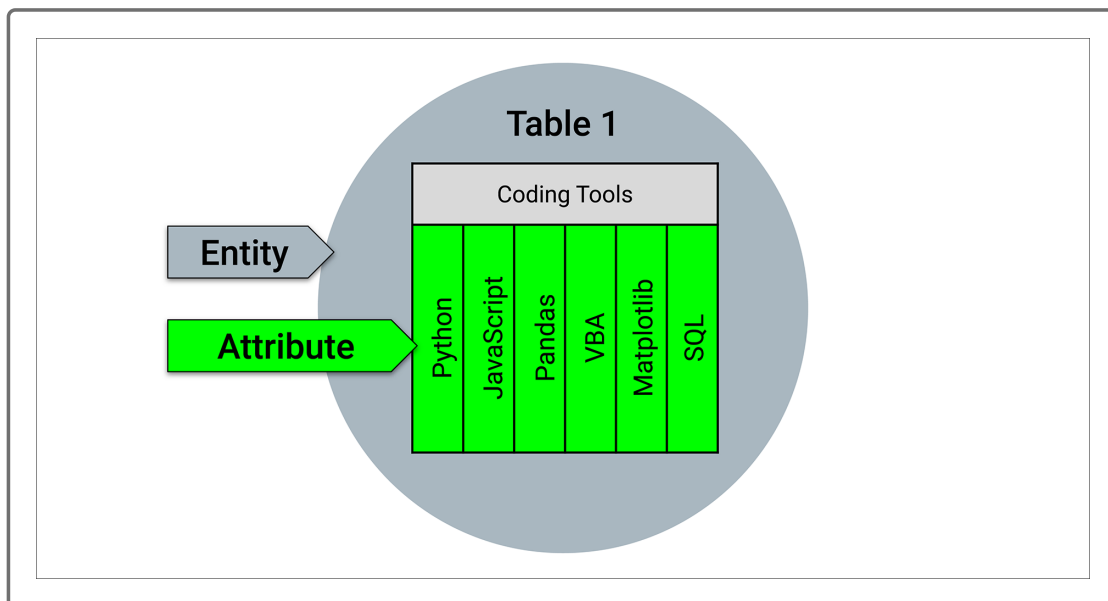 Table 1
Coding Tools
Entity
Attribute
Python
JavaScript
Pandas
VBA
Matplotlib
SQL